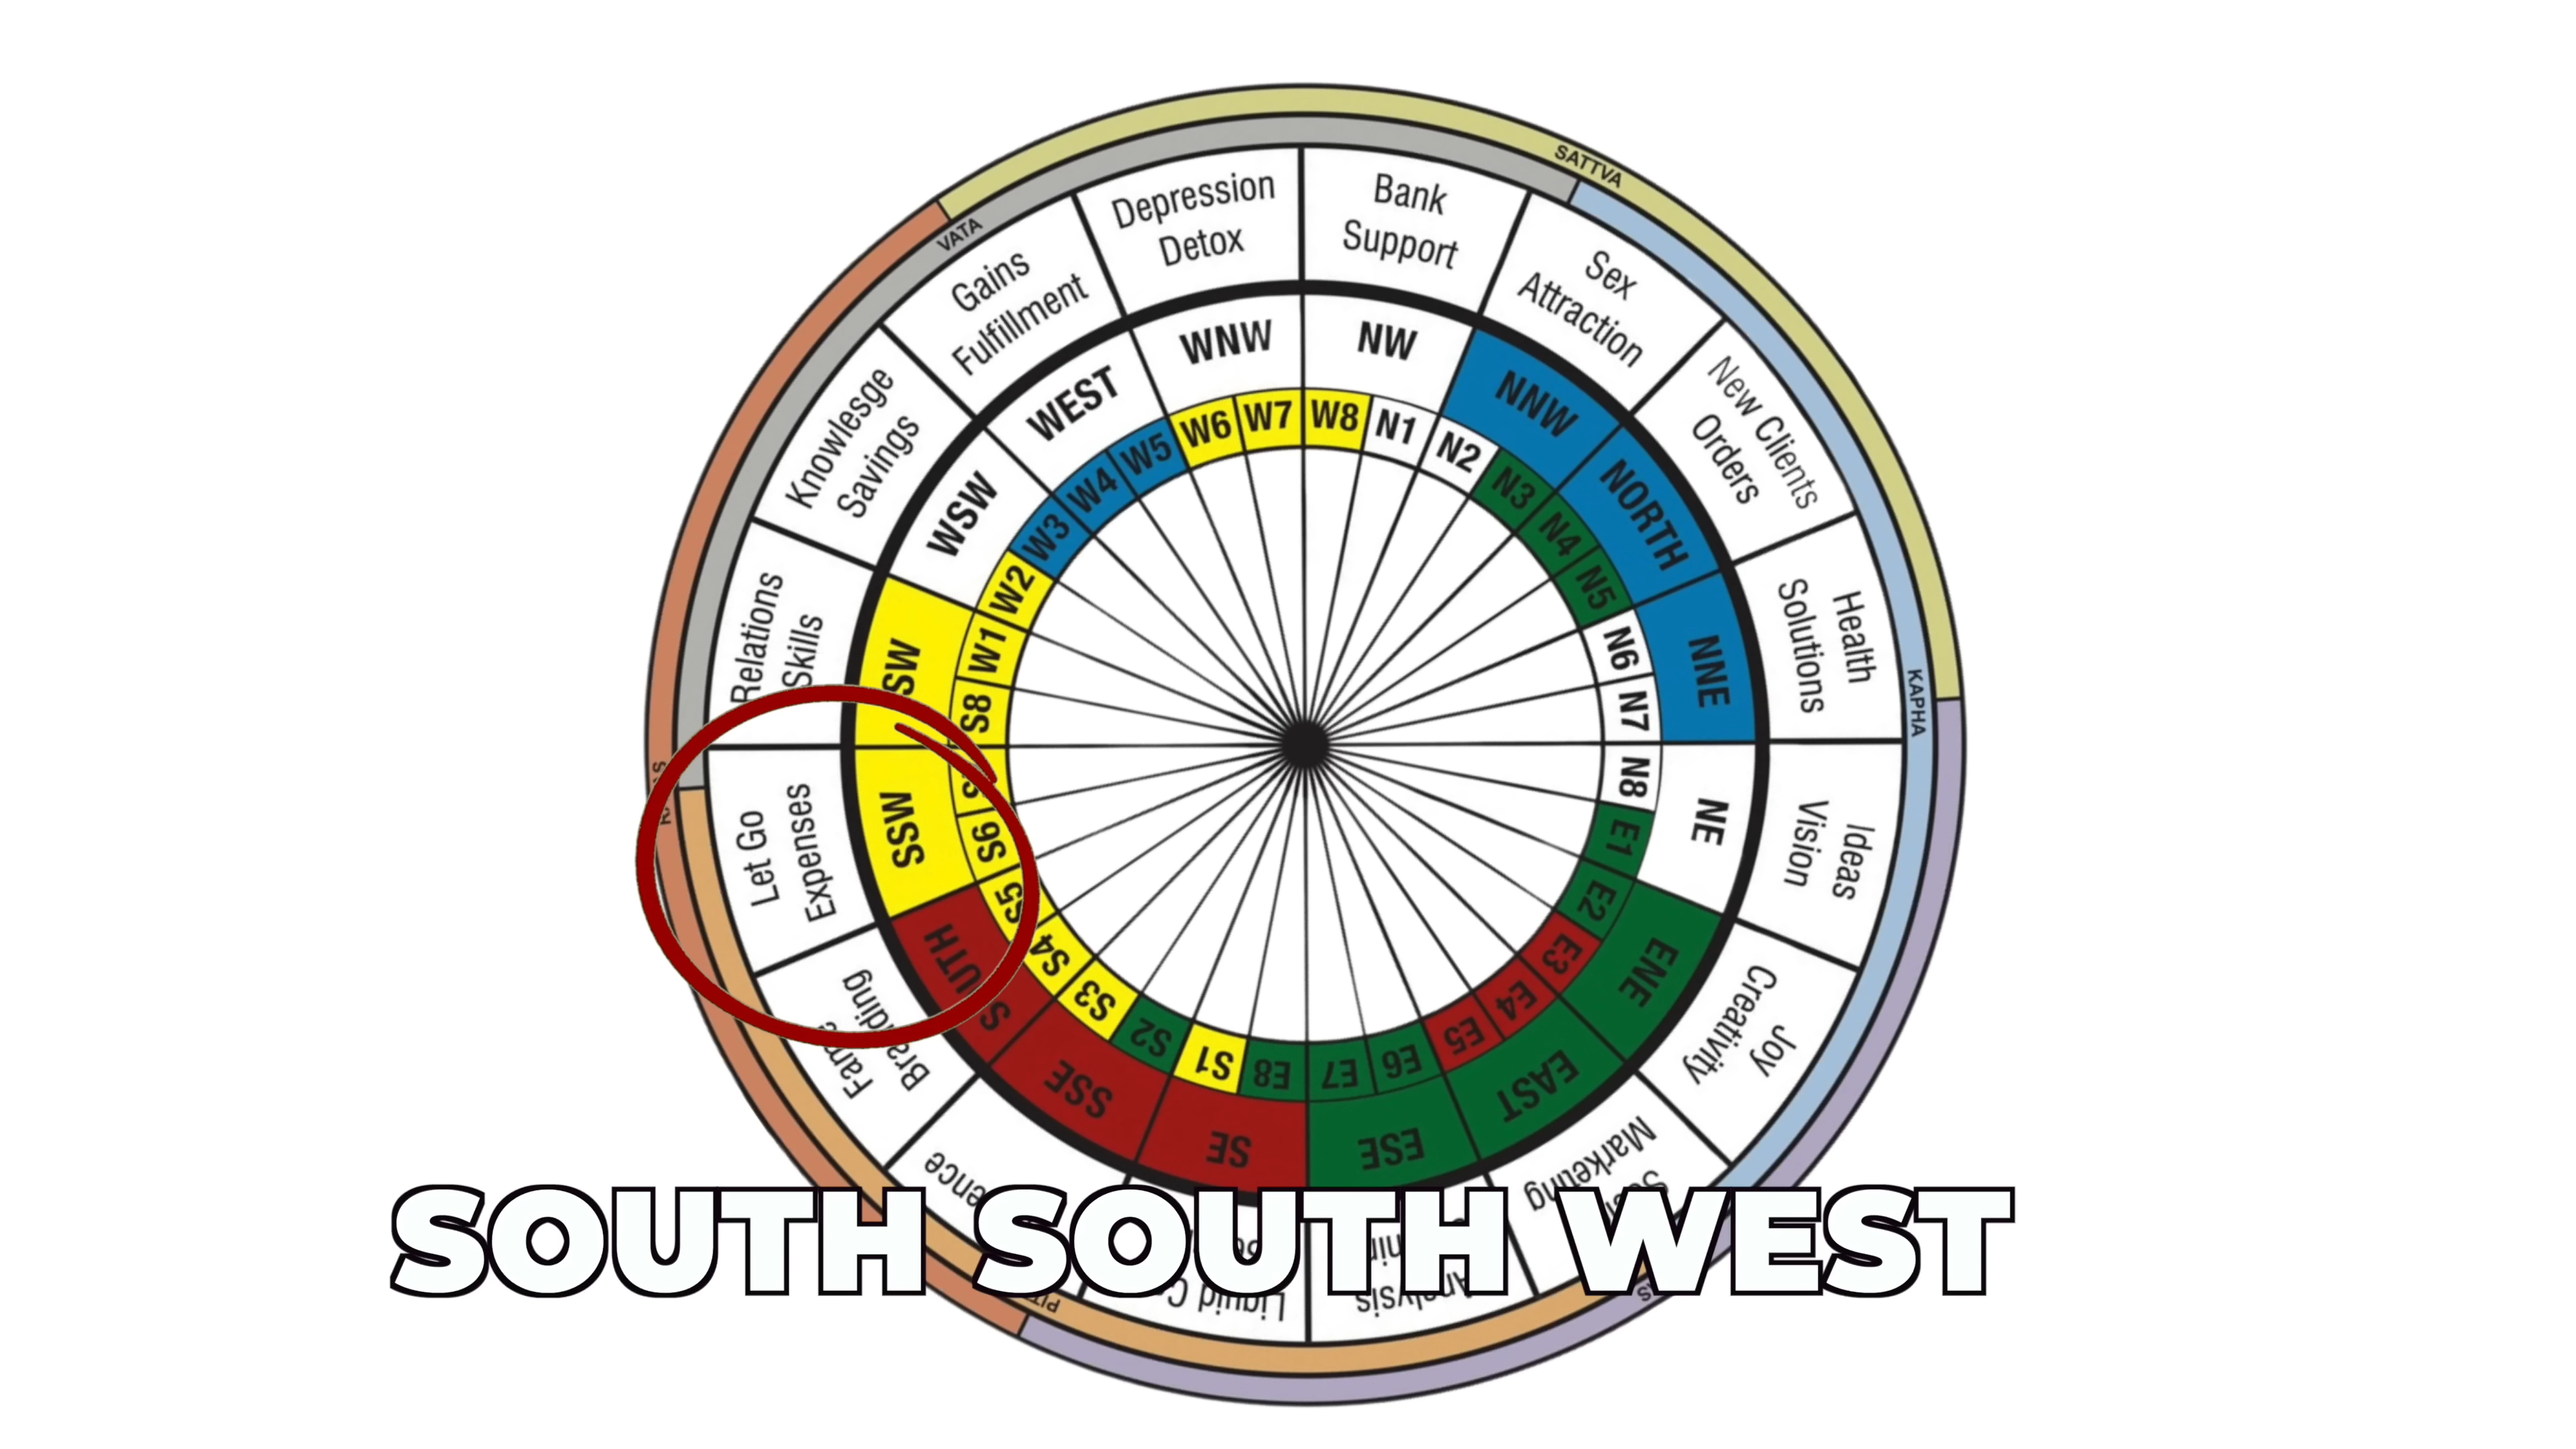 SATTVA
VATA
KAPHA
Depression
Detox
Bank
Support
Sex
Attraction
New Clients
Orders
Health
Solutions
Ideas
Vision
Joy
Creativity
Marketing
Liquid
Expenses
Let Go
Relations
Skills
Knowlesge
Savings
Gains
Fulfillment
WNW
NW
NNW
NORTH
NNE
NE
ENE
EAST
ESE
SE
SSE
SSW
SW
WSW
WEST
W6
W7
W8
N1
N2
N3
N4
N5
N6
N7
N8
E1
E2
E3
E4
E5
E6
E7
E8
S1
S2
S3
S4
S5
S6
S8
W1
W2
W3
W4
W5
SOUTH SOUTH WEST